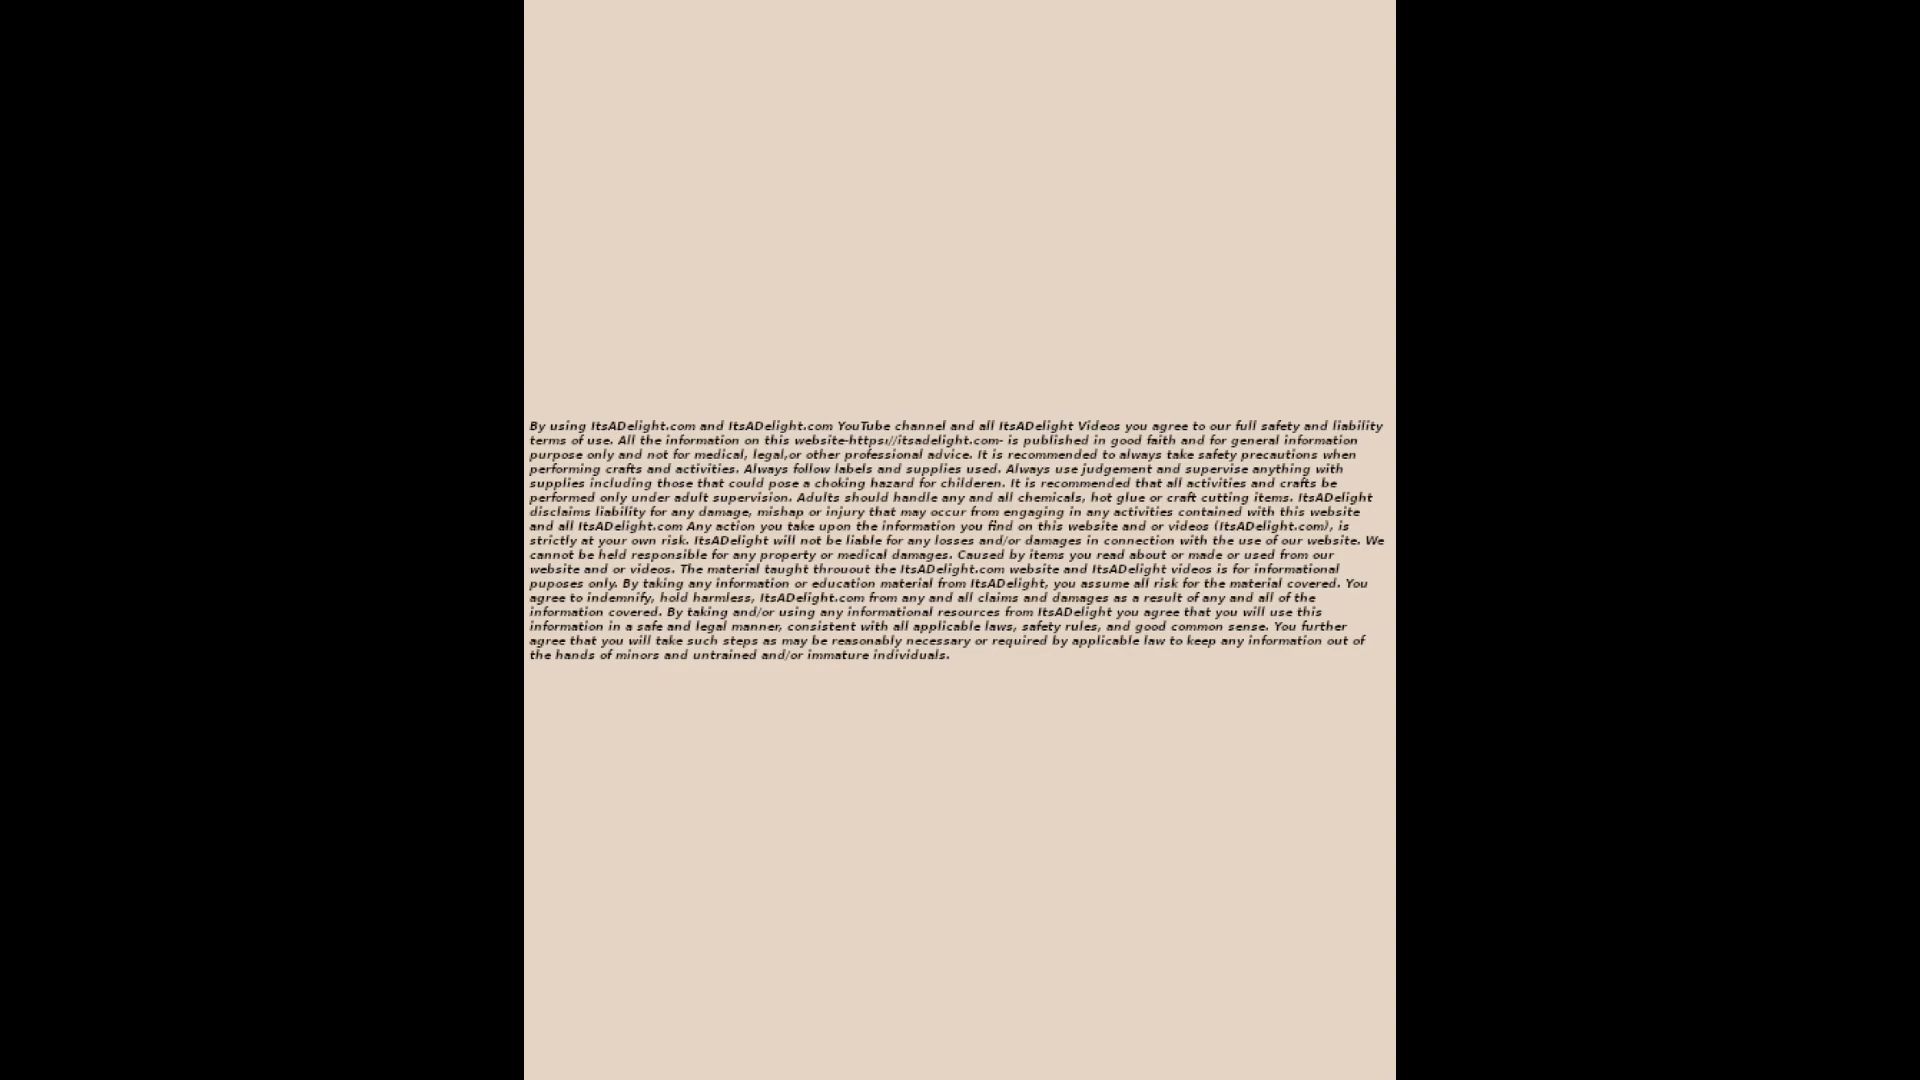 By using ItsADelight.com and ItsADelight.com YouTube channel and all ItsADelight Videos you agree to our full safety and liability
terms of use. All the information on this website-https://itsadelight.com- is published in good faith and for general information
purpose only and not for medical, legal,or other professional advice. It is recommended to always take safety precautions when
performing crafts and activities. Always follow labels and supplies used. Always use judgement and supervise anything with
supplies including those that could pose a choking hazard for childeren. It is recommended that all activities and crafts be
performed only under adult supervision. Adults should handle any and all chemicals, hot glue or craft cutting items. ItsADelight
disclaims liability for any damage, mishap or injury that may occur from engaging in any activities contained with this website
and all ItsADelight.com Any action you take upon the information you find on this website and or videos (ItsADelight.com), is
strictly at your own risk. ItsADelight will not be liable for any losses and/or damages in connection with the use of our website. We
cannot be held responsible for any property or medical damages. Caused by items you read about or made or used from our
website and or videos. The material taught throuout the ItsADelight.com website and ItsADelight videos is for informational
puposes only. By taking any information or education material from ItsADelight, you assume all risk for the material covered. You
agree to indemnify, hold harmless, ItsADelight.com from any and all claims and damages as a result of any and all of the
information covered. By taking and/or using any informational resources from ItsADelight you agree that you will use this
information in a safe and legal manner, consistent with all applicable laws, safety rules, and good common sense. You further
agree that you will take such steps as may be reasonably necessary or required by applicable law to keep any information out of
the hands of minors and untrained and/or immature individuals.